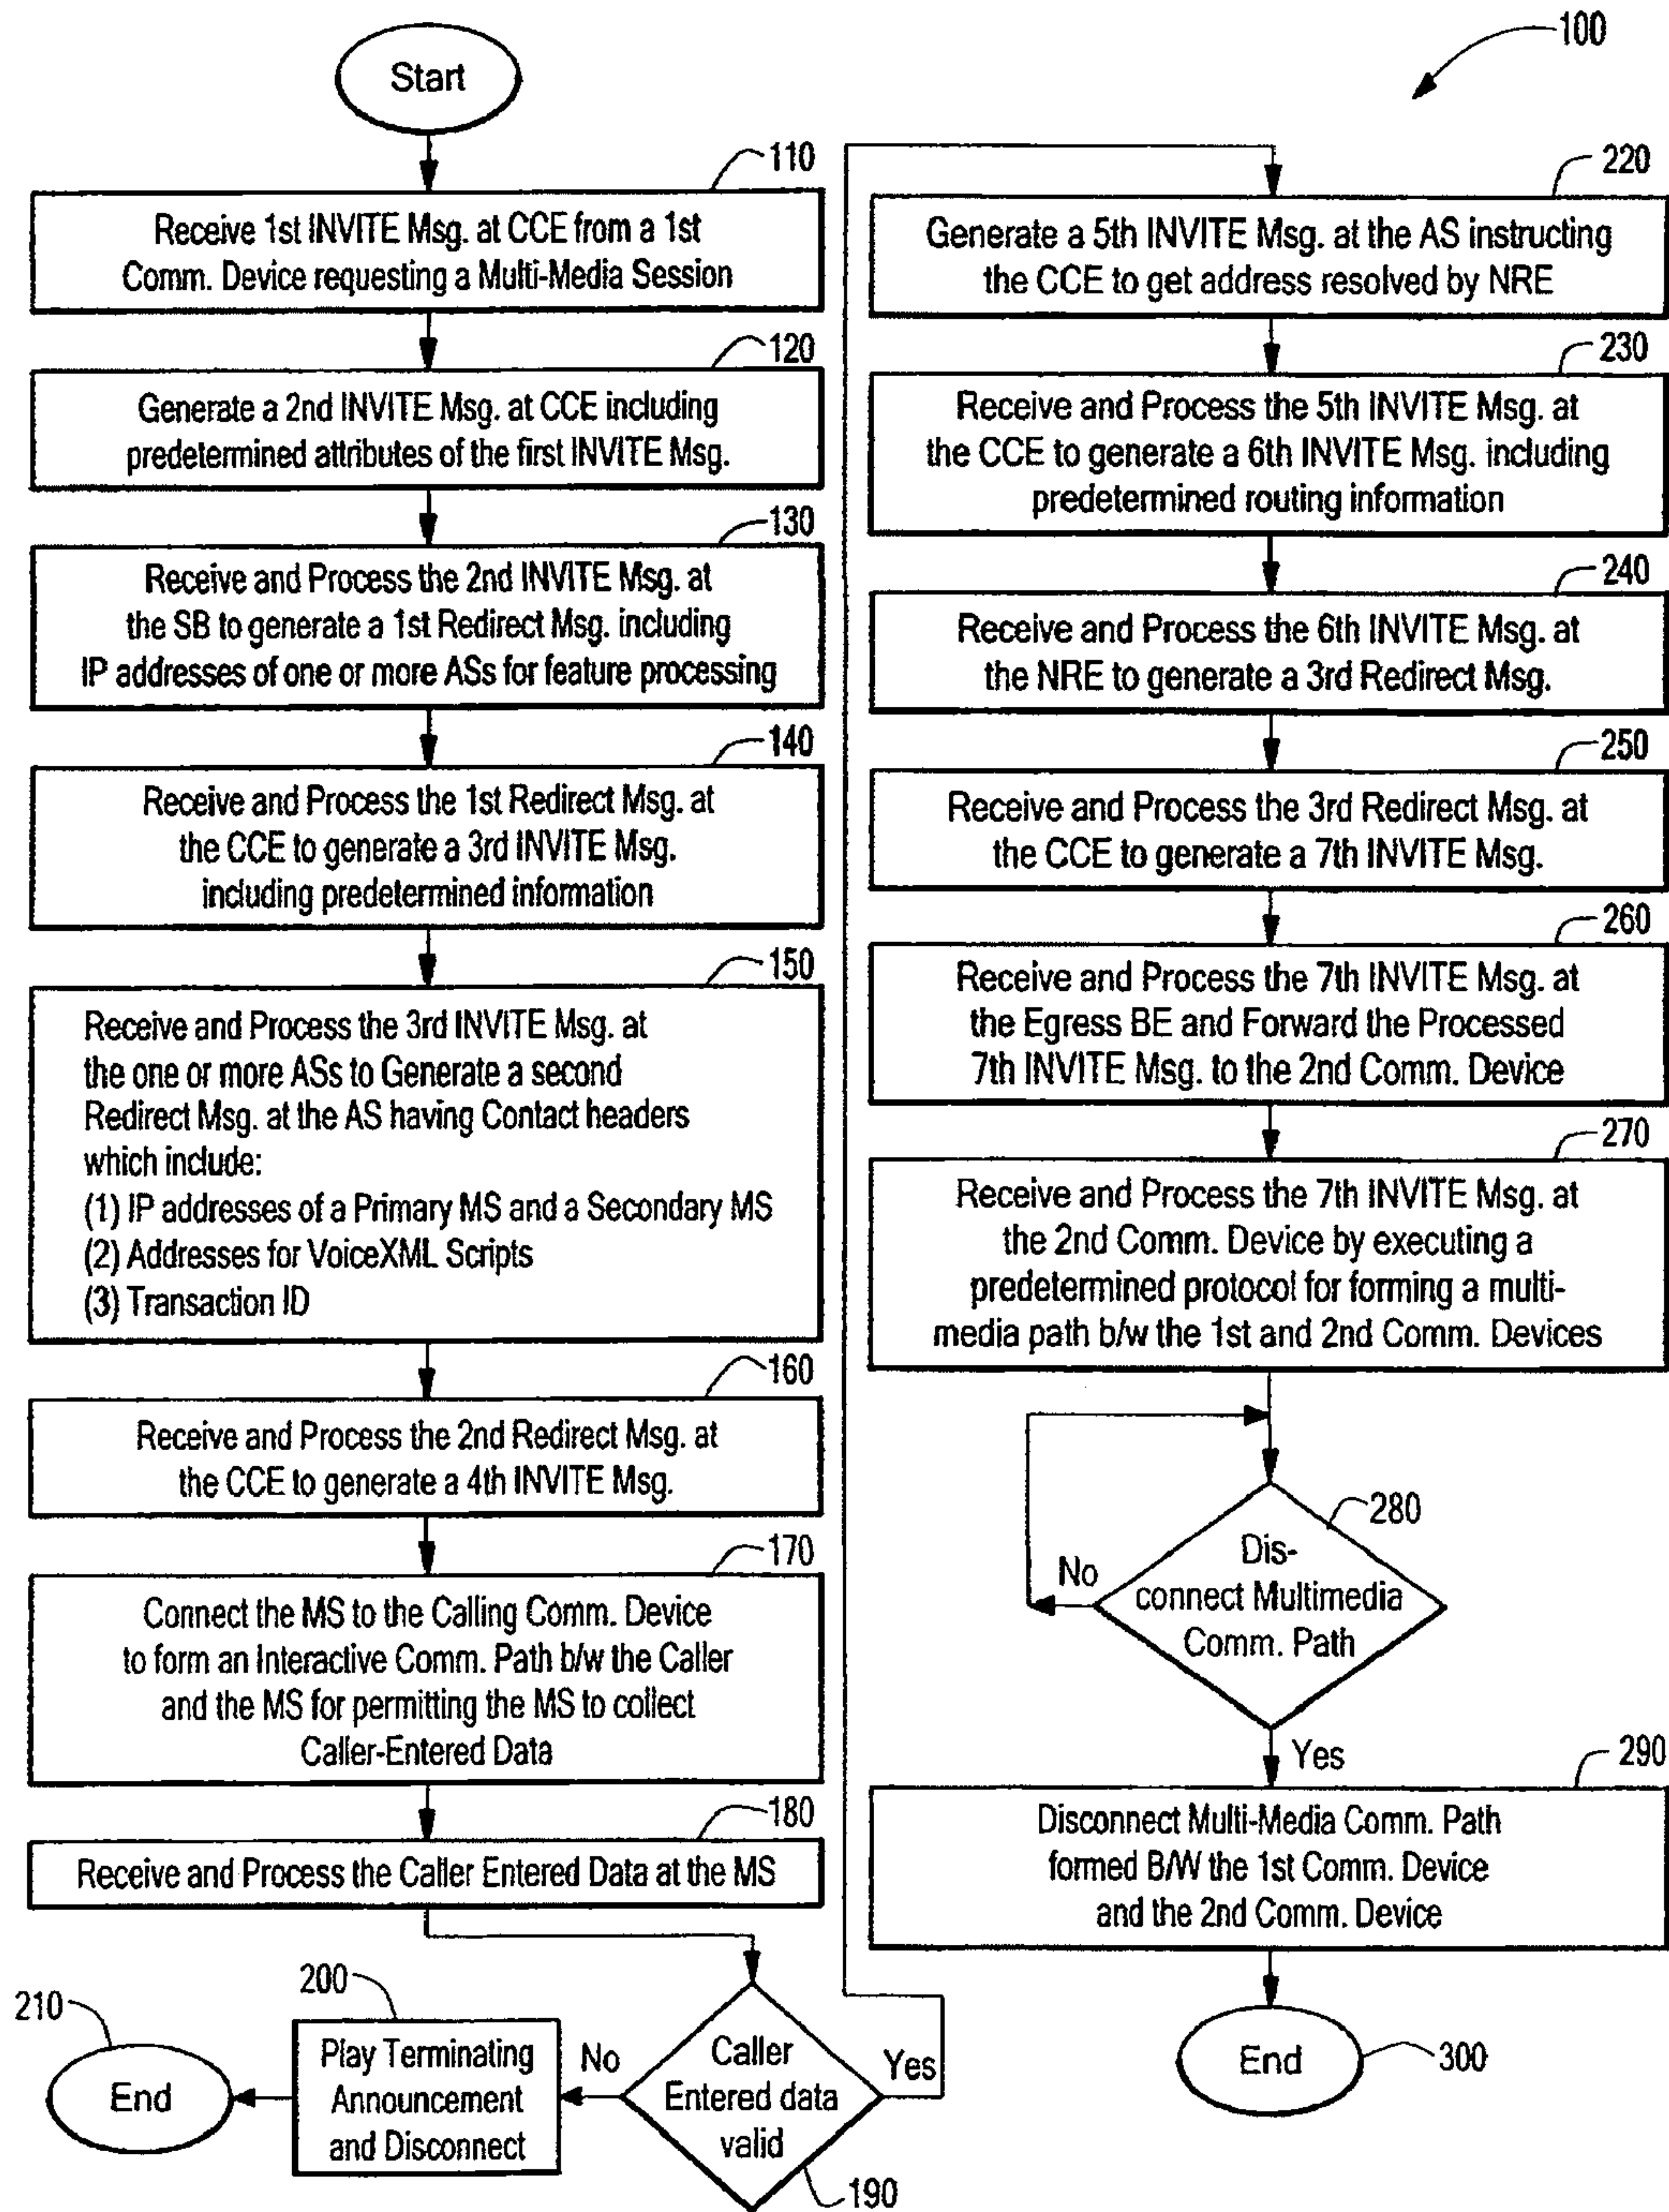 100
Start
110
Receive 1st INVITE Msg. at CCE from a 1st
Comm. Device requesting a Multi-Media Session
120
Generate a 2nd INVITE Msg. at CCE including
predetermined attributes of the first INVITE Msg.
130
Receive and Process the 2nd INVITE Msg. at
the SB to generate a 1st Redirect Msg. including
IP addresses of one or more ASs for feature processing
140
Receive and Process the 1st Redirect Msg. at
the CCE to generate a 3rd INVITE Msg.
including predetermined information
150
Receive and Process the 3rd INVITE Msg. at
the one or more ASs to Generate a second
Redirect Msg. at the AS having Contact headers
which include:
(1) IP addresses of a Primary MS and a Secondary MS
(2) Addresses for VoiceXML Scripts
(3) Transaction ID
160
Receive and Process the 2nd Redirect Msg. at
the CCE to generate a 4th INVITE Msg.
170
Connect the MS to the Calling Comm. Device
to form an Interactive Comm. Path b/w the Caller
and the MS for permitting the MS to collect
Caller-Entered Data
180
Receive and Process the Caller Entered Data at the MS
190
Caller
Entered data
valid
No
Yes
200
Play Terminating
Announcement
and Disconnect
210
End
220
Generate a 5th INVITE Msg. at the AS instructing
the CCE to get address resolved by NRE
230
Receive and Process the 5th INVITE Msg. at
the CCE to generate a 6th INVITE Msg. including
predetermined routing information
240
Receive and Process the 6th INVITE Msg. at
the NRE to generate a 3rd Redirect Msg.
250
Receive and Process the 3rd Redirect Msg. at
the CCE to generate a 7th INVITE Msg.
260
Receive and Process the 7th INVITE Msg. at
the Egress BE and Forward the Processed
7th INVITE Msg. to the 2nd Comm. Device
270
Receive and Process the 7th INVITE Msg. at
the 2nd Comm. Device by executing a
predetermined protocol for forming a multi-
media path b/w the 1st and 2nd Comm. Devices
280
Dis-
connect Multimedia
Comm. Path
No
Yes
290
Disconnect Multi-Media Comm. Path
formed B/W the 1st Comm. Device
and the 2nd Comm. Device
End
300